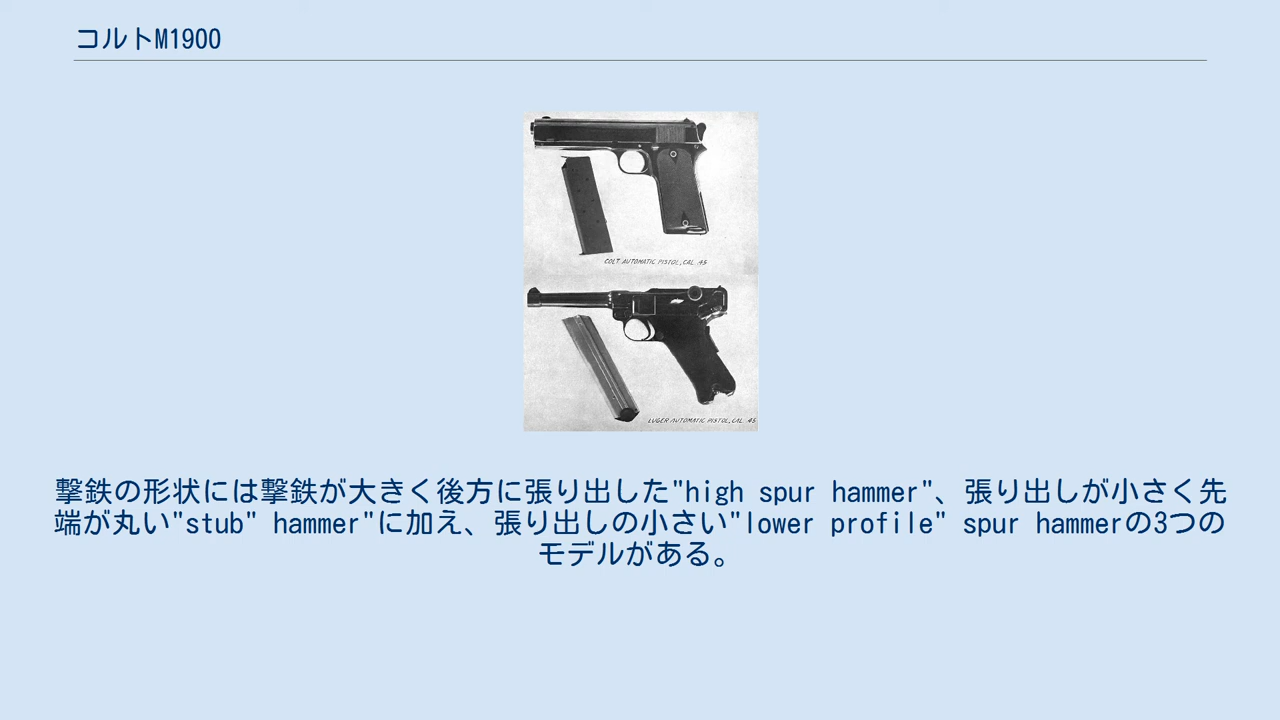 コルトM1900
COLT AUTOMATIC PISTOL, CAL .45
LUGER AUTOMATIC PISTOL, CAL .45
撃鉄の形状には撃鉄が大きく後方に張り出した"high spur hammer"、張り出しが小さく先
端が丸い"stub" hammer"に加え、張り出しの小さい"lower profile" spur hammerの3つの
モデルがある。